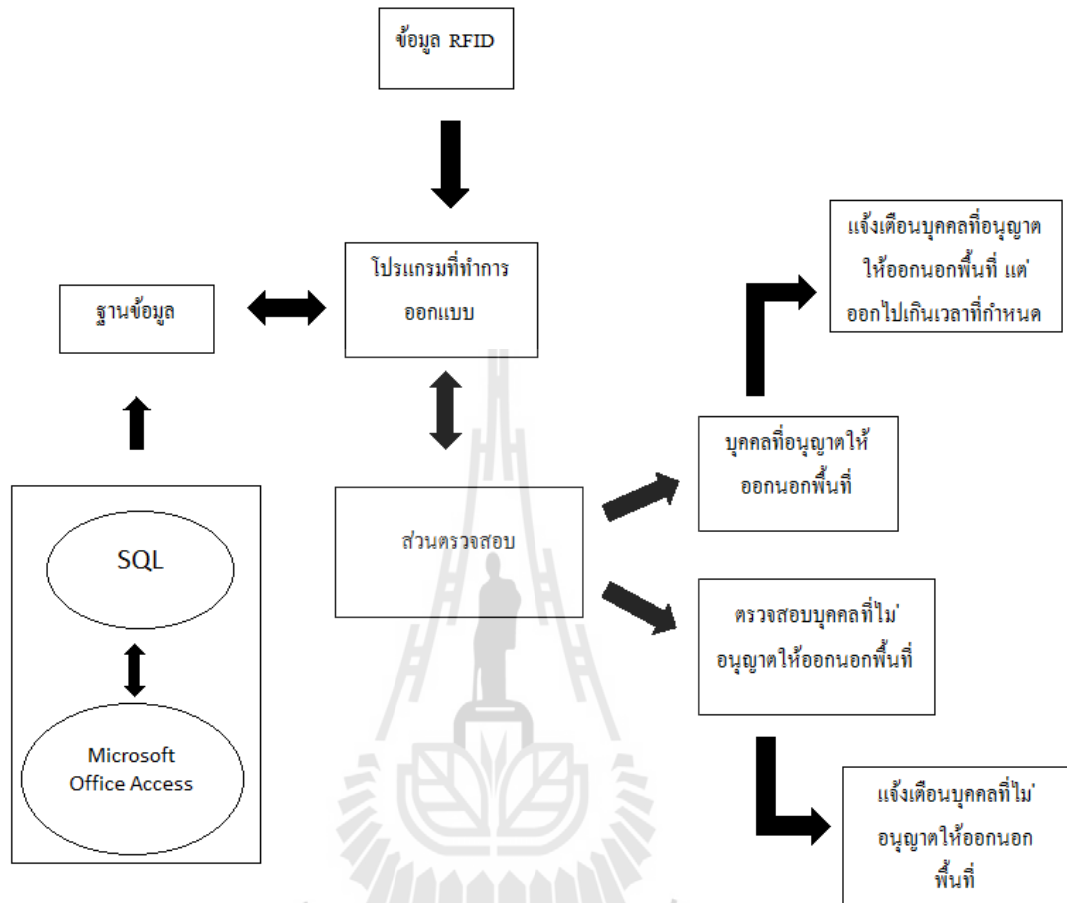 ข้อมูล RFID
โปรแกรมที่ทำการ
ออกแบบ
ฐานข้อมูล
แจ้งเตือนบุคคลที่อนุญาต
ให้ออกนอกพื้นที่ แต่
ออกไปเกินเวลาที่กำหนด
บุคคลที่อนุญาตให้
ออกนอกพื้นที่
ส่วนตรวจสอบ
SQL
Microsoft
Office Access
ตรวจสอบบุคคลที่ไม่
อนุญาตให้ออกนอกพื้นที่
แจ้งเตือนบุคคลที่ไม่
อนุญาตให้ออกนอก
พื้นที่